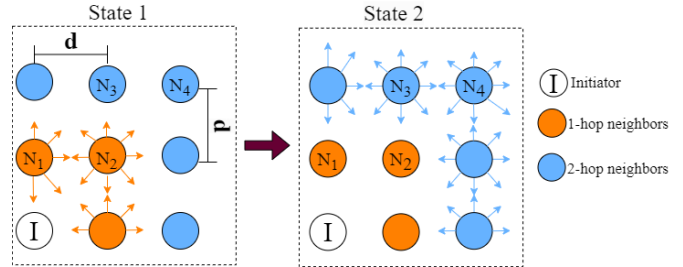 State 1
State 2
d
N3
N4
d
N1
N2
I
N3
N4
N1
N2
I
I Initiator
1-hop neighbors
2-hop neighbors